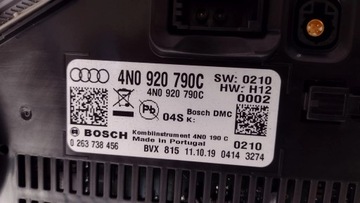 4N0 920 790C SW: 0210
4N0 920 790C HW: H12
0002
Pb Bosch DMC
04S K:
BOSCH Kombiinstrument 4N0 190 C 0210
Made in Portugal
0 263 738 456 BVX 815 11.10.19 0414 3274